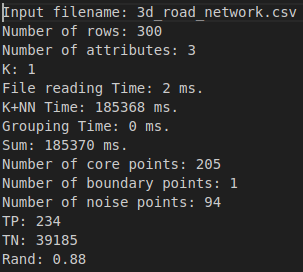 Input filename: 3d_road_network.csv
Number of rows: 300
Number of attributes: 3
K: 1
File reading Time: 2 ms.
K+NN Time: 185368 ms.
Grouping Time: 0 ms.
Sum: 185370 ms.
Number of core points: 205
Number of boundary points: 1
Number of noise points: 94
TP: 234
TN: 39185
Rand: 0.88